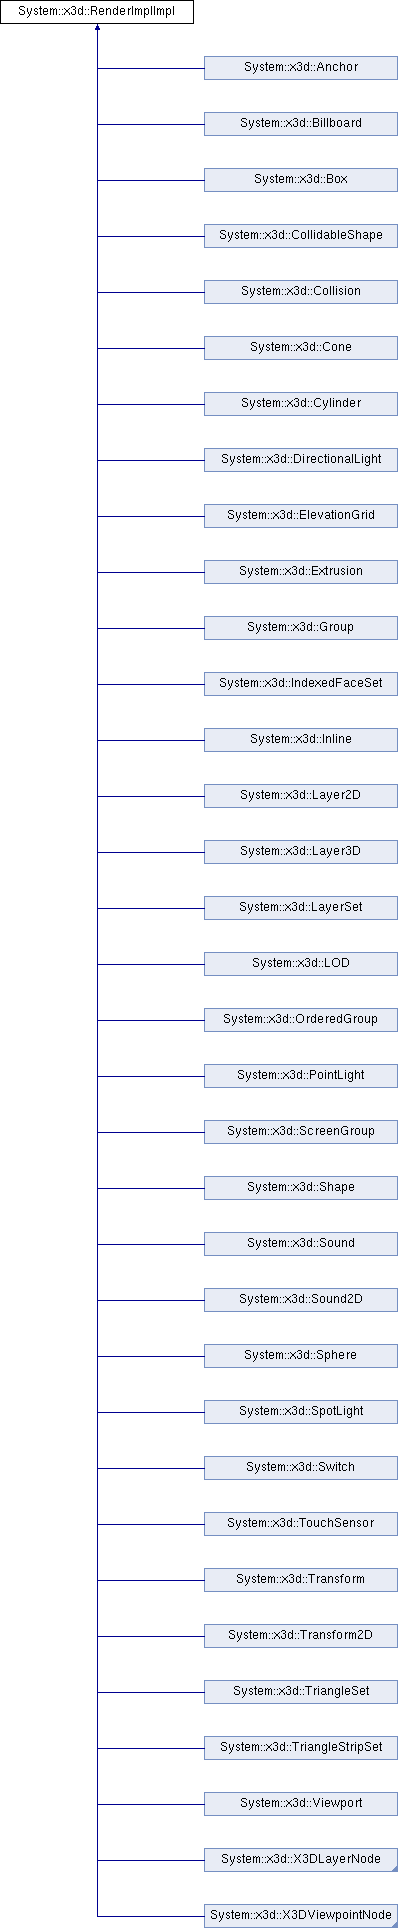 System::x3d::RenderImplImpl
System::x3d::Anchor
System::x3d::Billboard
System::x3d::Box
System::x3d::CollidableShape
System::x3d::Collision
System::x3d::Cone
System::x3d::Cylinder
System::x3d::DirectionalLight
System::x3d::ElevationGrid
System::x3d::Extrusion
System::x3d::Group
System::x3d::IndexedFaceSet
System::x3d::Inline
System::x3d::Layer2D
System::x3d::Layer3D
System::x3d::LayerSet
System::x3d::LOD
System::x3d::OrderedGroup
System::x3d::PointLight
System::x3d::ScreenGroup
System::x3d::Shape
System::x3d::Sound
System::x3d::Sound2D
System::x3d::Sphere
System::x3d::SpotLight
System::x3d::Switch
System::x3d::TouchSensor
System::x3d::Transform
System::x3d::Transform2D
System::x3d::TriangleSet
System::x3d::TriangleStripSet
System::x3d::Viewport
System::x3d::X3DLayerNode
System::x3d::X3DViewpointNode